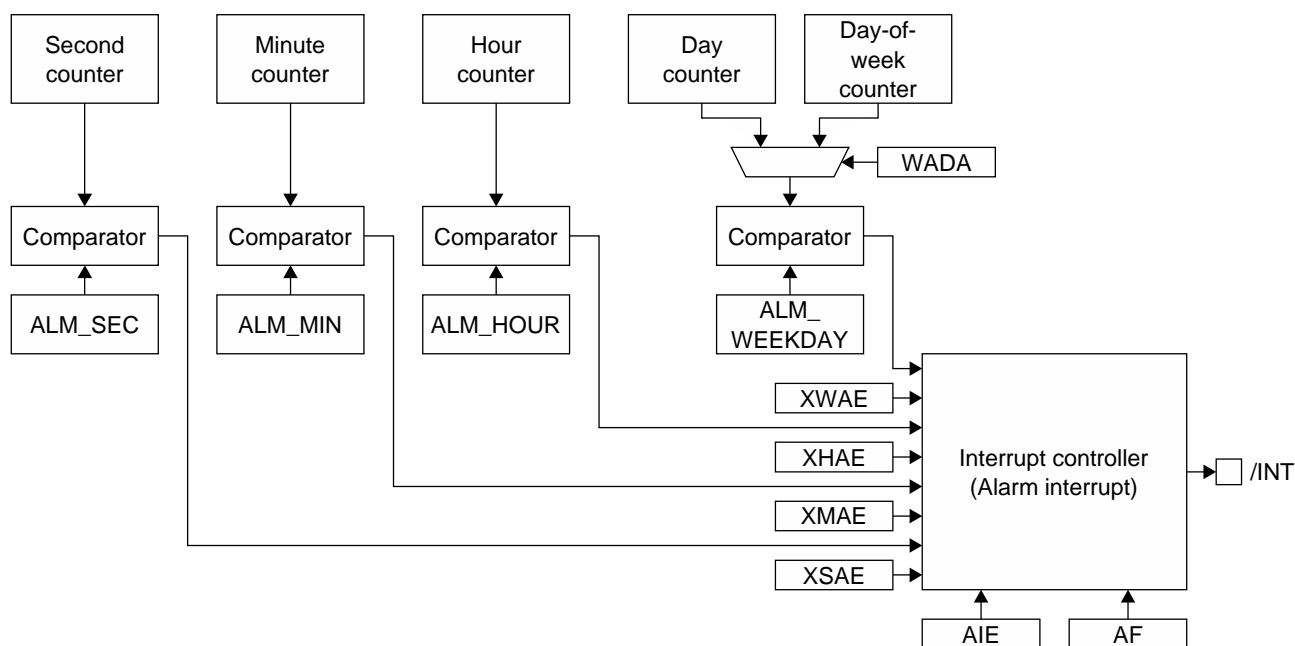 Second
counter
Minute
counter
Hour
counter
Day
counter
Day-of-
week
counter
WADA
Comparator
Comparator
Comparator
Comparator
ALM_SEC
ALM_MIN
ALM_HOUR
ALM_
WEEKDAY
XWAE
XHAE
XMAE
XSAE
Interrupt controller
(Alarm interrupt)
/INT
AIE
AF